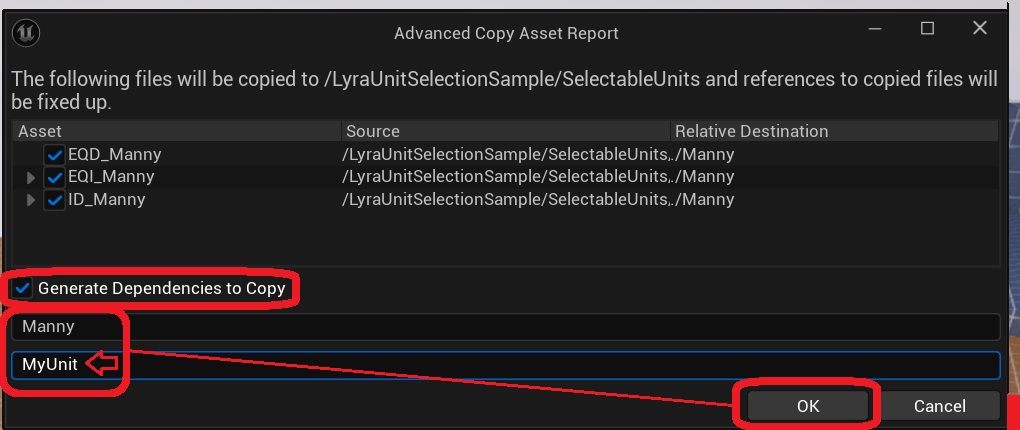 Advanced Copy Asset Report
The following files will be copied to /LyraUnitSelectionSample/SelectableUnits and references to copied files will
be fixed up.
Asset Source Relative Destination
EQD_Manny /LyraUnitSelectionSample/SelectableUnits/ ./Manny
EQI_Manny /LyraUnitSelectionSample/SelectableUnits/ ./Manny
ID_Manny /LyraUnitSelectionSample/SelectableUnits/ ./Manny
Generate Dependencies to Copy
Manny
MyUnit
OK Cancel